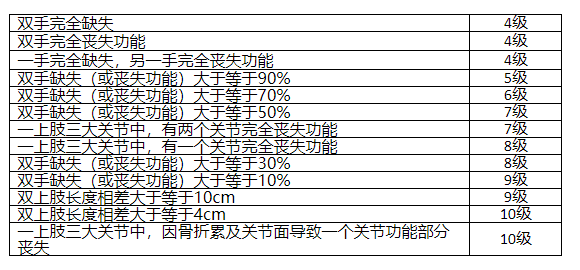 双手完全缺失 4级
双手完全丧失功能 4级
一手完全缺失，另一手完全丧失功能 4级
双手缺失（或丧失功能）大于等于90% 5级
双手缺失（或丧失功能）大于等于70% 6级
双手缺失（或丧失功能）大于等于50% 7级
一上肢三大关节中，有两个关节完全丧失功能 7级
一上肢三大关节中，有一个关节完全丧失功能 8级
双手缺失（或丧失功能）大于等于30% 8级
双手缺失（或丧失功能）大于等于10% 9级
双上肢长度相差大于等于10cm 9级
双上肢长度相差大于等于4cm 10级
一上肢三大关节中，因骨折累及关节面导致一个关节功能部分 10级
丧失